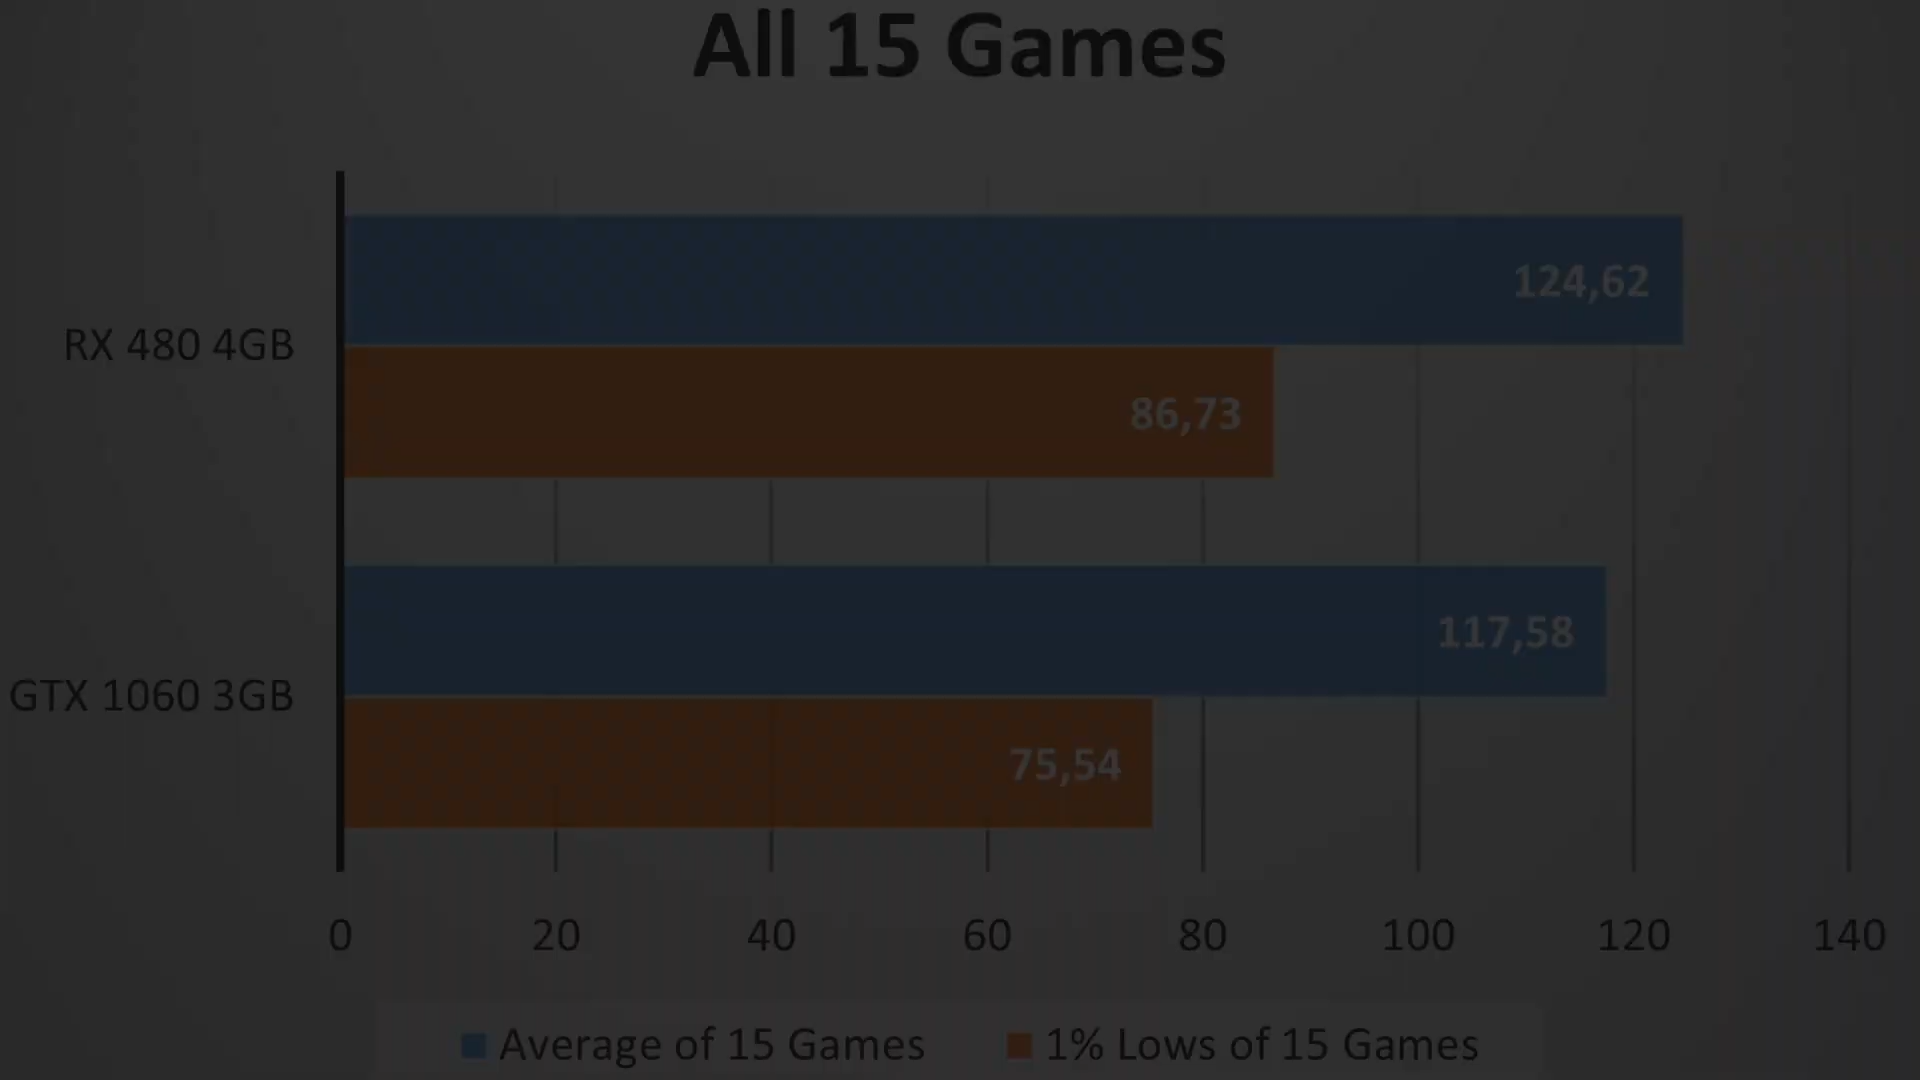 All 15 Games
RX 480 4GB
124,62
86,73
GTX 1060 3GB
117,58
75,54
0 20 40 60 80 100 120 140
Average of 15 Games 1% Lows of 15 Games